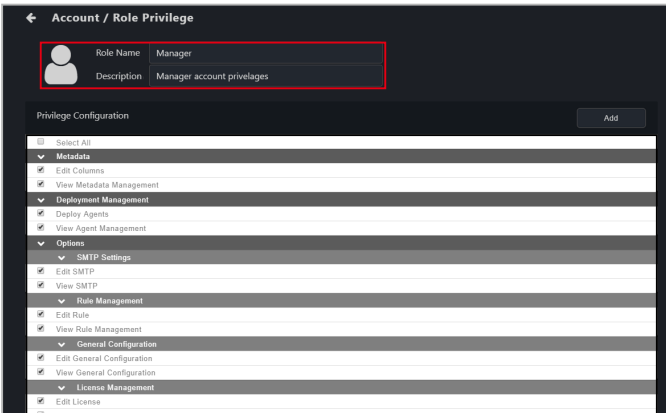 Account / Role Privilege
Role Name Manager
Description Manager account privelages
Privilege Configuration Add
Select All
Metadata
Edit Columns
View Metadata Management
Deployment Management
Deploy Agents
View Agent Management
Options
SMTP Settings
Edit SMTP
View SMTP
Rule Management
Edit Rule
View Rule Management
General Configuration
Edit General Configuration
View General Configuration
License Management
Edit License